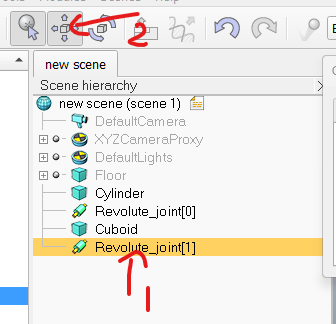 2
new scene
Scene hierarchy
new scene (scene 1)
DefaultCamera
XYZCameraProxy
DefaultLights
Floor
Cylinder
Revolute_joint[0]
Cuboid
Revolute_joint[1]
1